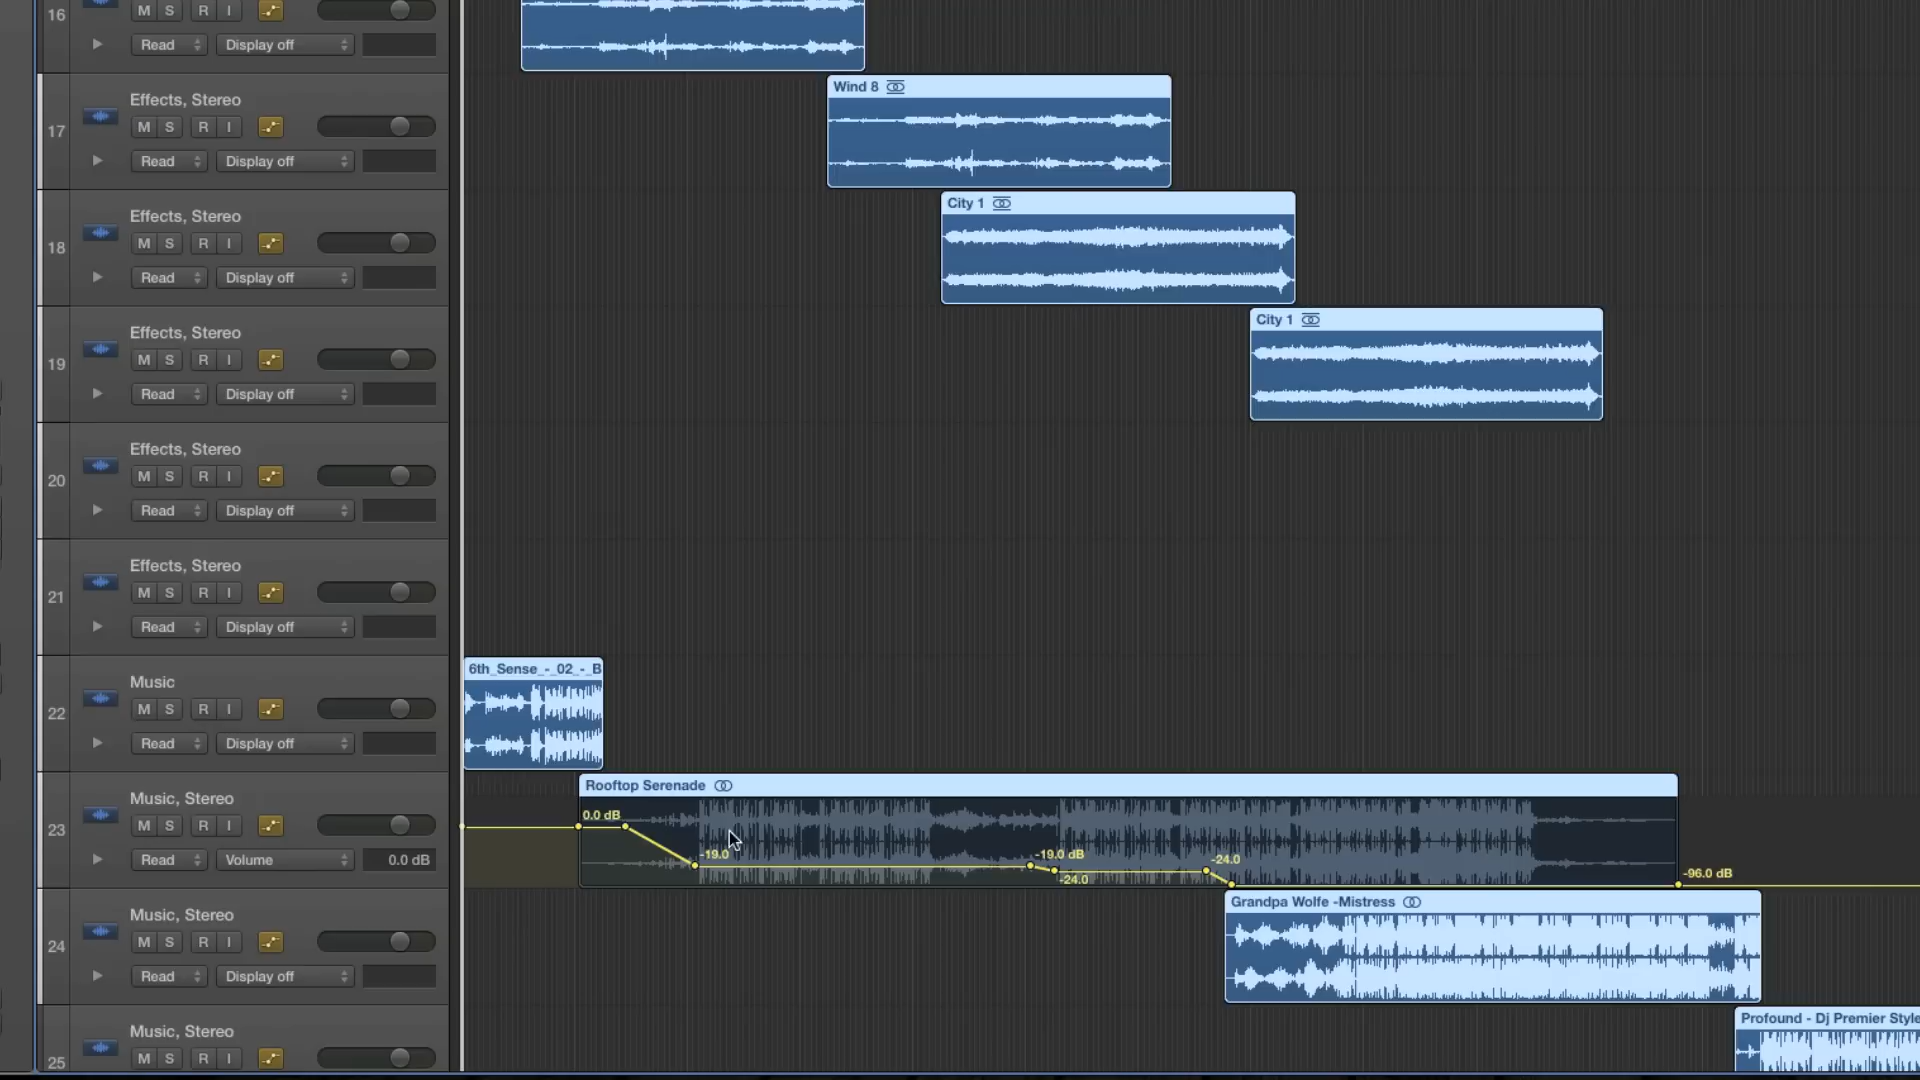 16
M S R I
Read Display off
Wind 8
Effects, Stereo
17
M S R I
Read Display off
City 1
Effects, Stereo
18
M S R I
Read Display off
City 1
Effects, Stereo
19
M S R I
Read Display off
Effects, Stereo
20
M S R I
Read Display off
Effects, Stereo
21
M S R I
Read Display off
6th_Sense_-_02_-_B
Music
22
M S R I
Read Display off
Rooftop Serenade
Music, Stereo
23
M S R I
0.0 dB
-19.0
-19.0 dB
-24.0
-24.0
-96.0 dB
Read Volume 0.0 dB
Grandpa Wolfe -Mistress
Music, Stereo
24
M S R I
Read Display off
Profound - Dj Premier Style
Music, Stereo
25
M S R I